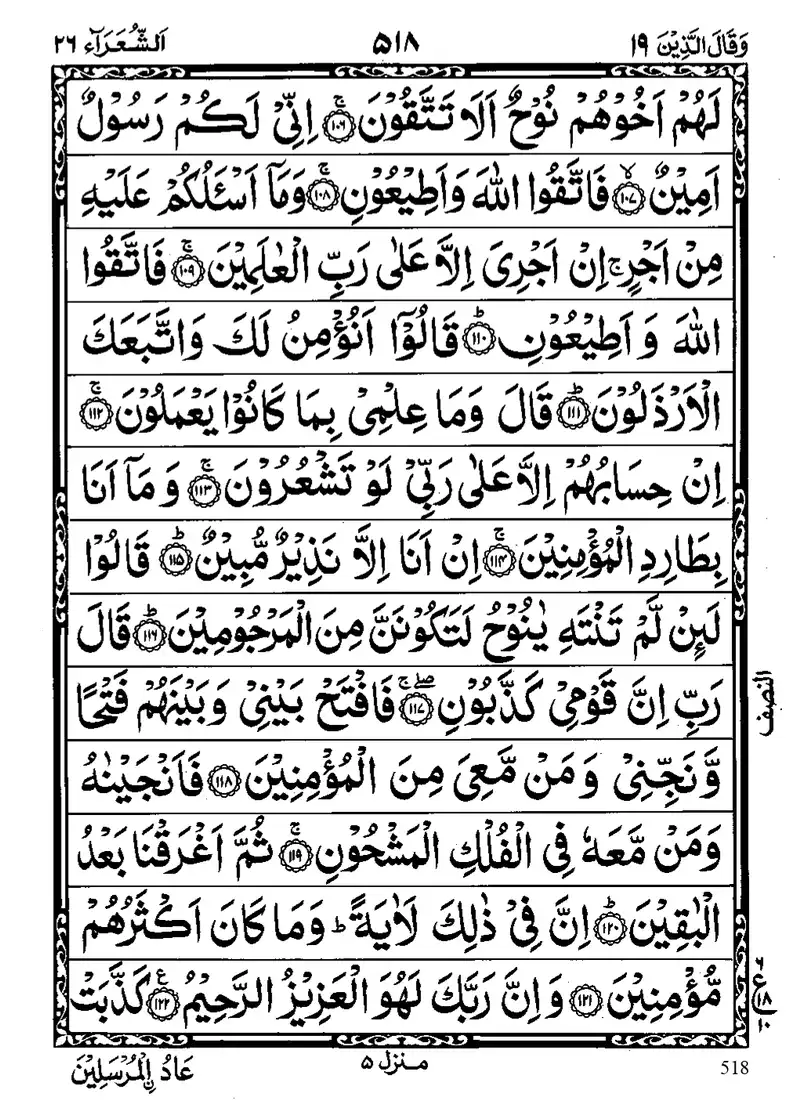 وَقَالَ الَّذِيْنَ ١٩ ۵١٨ اَلشُّعَرَآء ٢٦
لَهُمْ اَخُوْهُمْ نُوْحٌ اَلَا تَتَّقُوْنَ ۚ﴿١٠٦﴾ اِنِّىْ لَكُمْ رَسُوْلٌ
اَمِيْنٌ ۙ﴿١٠٧﴾ فَاتَّقُوا اللّٰهَ وَاَطِيْعُوْنِ ۚ﴿١٠٨﴾ وَمَاۤ اَسْـَٔلُكُمْ عَلَيْهِ
مِنْ اَجْرٍ ۚ اِنْ اَجْرِىَ اِلَّا عَلٰى رَبِّ الْعٰلَمِيْنَ ۚ﴿١٠٩﴾ فَاتَّقُوا
اللّٰهَ وَ اَطِيْعُوْنِ ؕ﴿١١٠﴾ قَالُوْۤا اَنُؤْمِنُ لَكَ وَاتَّبَعَكَ
الْاَرْذَلُوْنَ ؕ﴿١١١﴾ قَالَ وَمَا عِلْمِىْ بِمَا كَانُوْا يَعْمَلُوْنَ ۚ﴿١١٢﴾
اِنْ حِسَابُهُمْ اِلَّا عَلٰى رَبِّىْ لَوْ تَشْعُرُوْنَ ۚ﴿١١٣﴾ وَ مَاۤ اَنَا
بِطَارِدِ الْمُؤْمِنِيْنَ ۚ﴿١١٤﴾ اِنْ اَنَا اِلَّا نَذِيْرٌ مُّبِيْنٌ ؕ﴿١١۵﴾ قَالُوْا
لَئِنْ لَّمْ تَنْتَهِ يٰنُوْحُ لَتَكُوْنَنَّ مِنَ الْمَرْجُوْمِيْنَ ؕ﴿١١٦﴾ قَالَ
رَبِّ اِنَّ قَوْمِىْ كَذَّبُوْنِ ۖۚ﴿١١٧﴾ فَافْتَحْ بَيْنِىْ وَبَيْنَهُمْ فَتْحًا
النصف
وَّنَجِّنِىْ وَمَنْ مَّعِىَ مِنَ الْمُؤْمِنِيْنَ ﴿١١٨﴾ فَاَنْجَيْنٰهُ
وَمَنْ مَّعَهٗ فِى الْفُلْكِ الْمَشْحُوْنِ ۚ﴿١١٩﴾ ثُمَّ اَغْرَقْنَا بَعْدُ
الْبٰقِيْنَ ؕ﴿١٢٠﴾ اِنَّ فِىْ ذٰلِكَ لَاٰيَةً ؕ وَمَا كَانَ اَكْثَرُهُمْ
مُّؤْمِنِيْنَ ﴿١٢١﴾ وَاِنَّ رَبَّكَ لَهُوَ الْعَزِيْزُ الرَّحِيْمُ ﴿١٢٢﴾ ع كَذَّبَتْ
٦
ع ١٨
١٠
عَادُ نِ الْمُرْسَلِيْنَ
منزل ۵
518